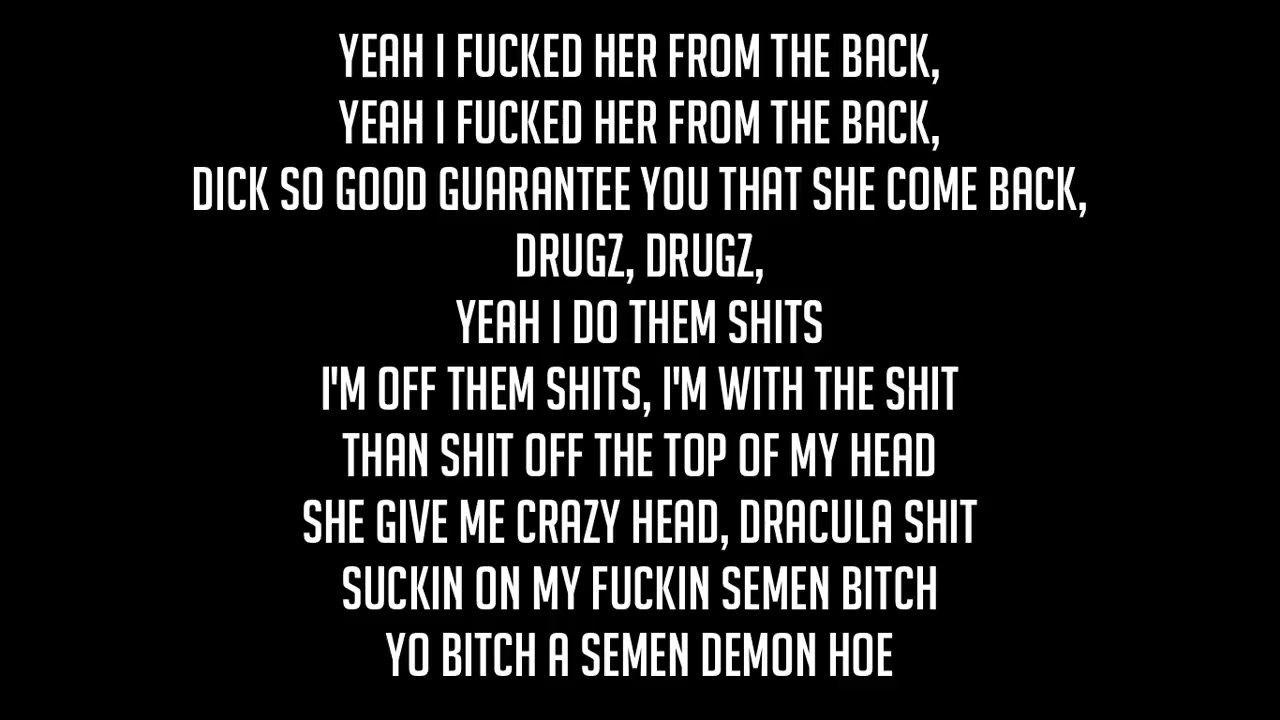 YEAH I FUCKED HER FROM THE BACK,
YEAH I FUCKED HER FROM THE BACK,
DICK SO GOOD GUARANTEE YOU THAT SHE COME BACK,
DRUGZ, DRUGZ,
YEAH I DO THEM SHITS
I'M OFF THEM SHITS, I'M WITH THE SHIT
THAN SHIT OFF THE TOP OF MY HEAD
SHE GIVE ME CRAZY HEAD, DRACULA SHIT
SUCKIN ON MY FUCKIN SEMEN BITCH
YO BITCH A SEMEN DEMON HOE